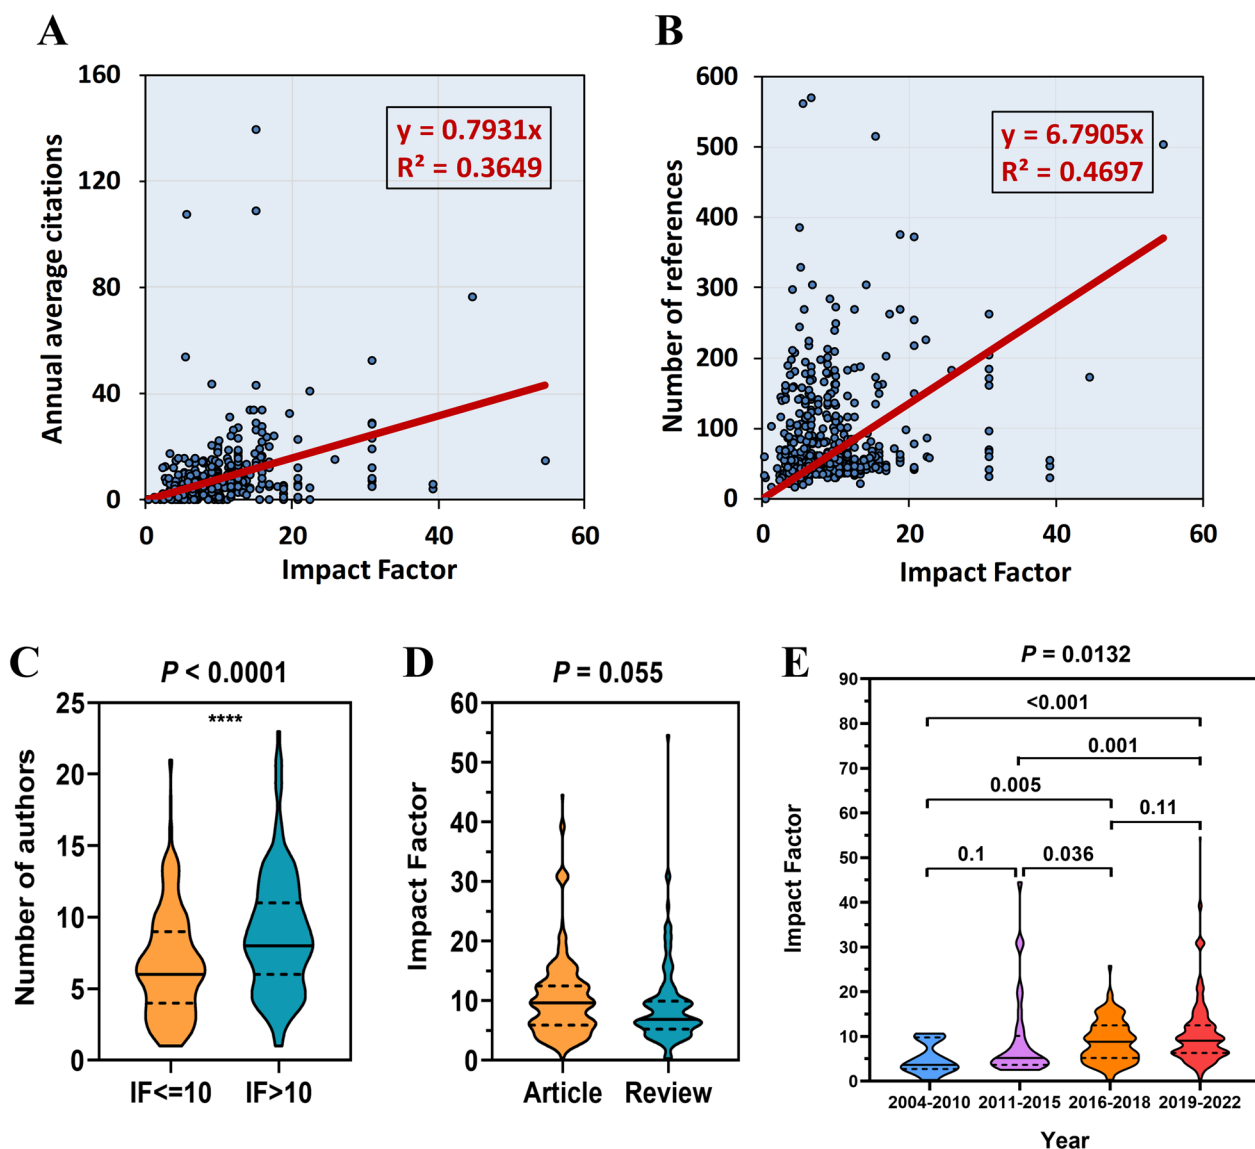 A
160
120
80
40
0
Annual average citations
y = 0.7931x
R² = 0.3649
0 20 40 60
Impact Factor
B
600
500
400
300
200
100
0
Number of references
y = 6.7905x
R² = 0.4697
0 20 40 60
Impact Factor
C
P < 0.0001
25
20
15
10
5
0
Number of authors
****
IF<=10 IF>10
D
P = 0.055
60
50
40
30
20
10
0
Impact Factor
Article Review
E
P = 0.0132
90
80
70
60
50
40
30
20
10
0
Impact Factor
<0.001
0.001
0.005
0.11
0.1
0.036
2004-2010 2011-2015 2016-2018 2019-2022
Year